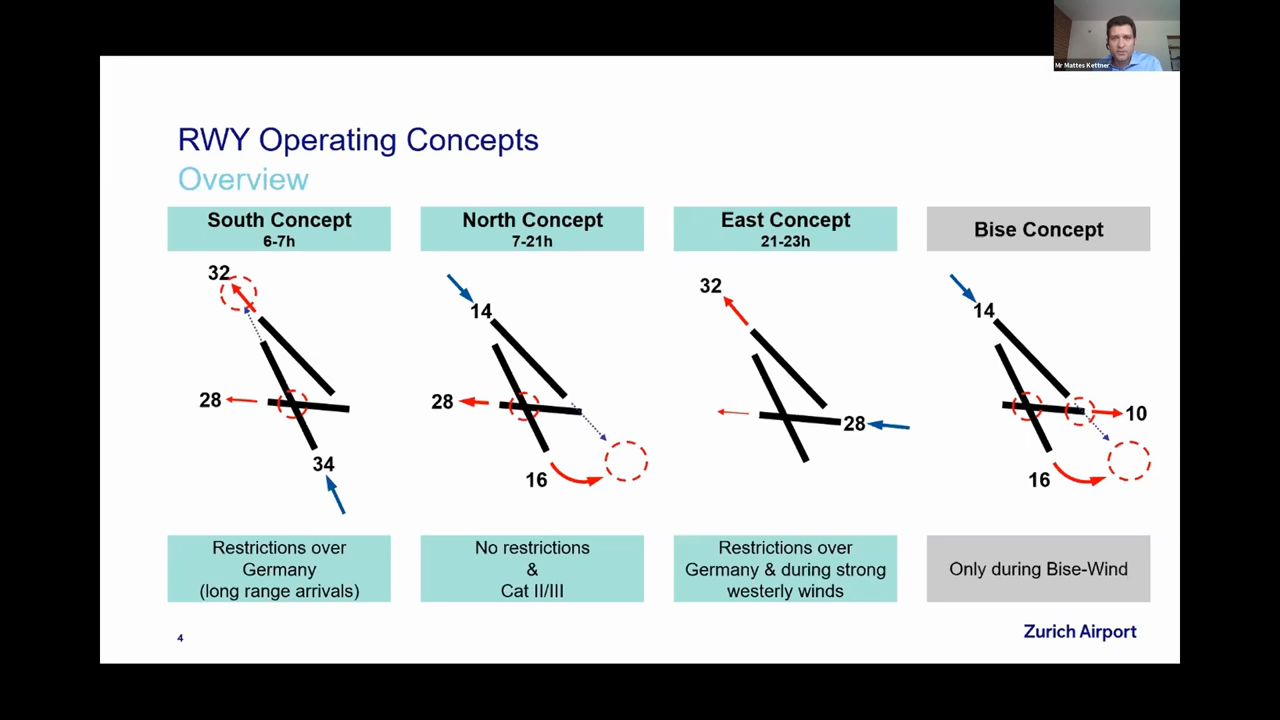 Mr Mattes Kettner
RWY Operating Concepts
Overview
South Concept
6-7h
32
28
34
Restrictions over
Germany
(long range arrivals)
North Concept
7-21h
14
28
16
No restrictions
&
Cat II/III
East Concept
21-23h
32
28
Restrictions over
Germany & during strong
westerly winds
Bise Concept
14
10
16
Only during Bise-Wind
4
Zurich Airport